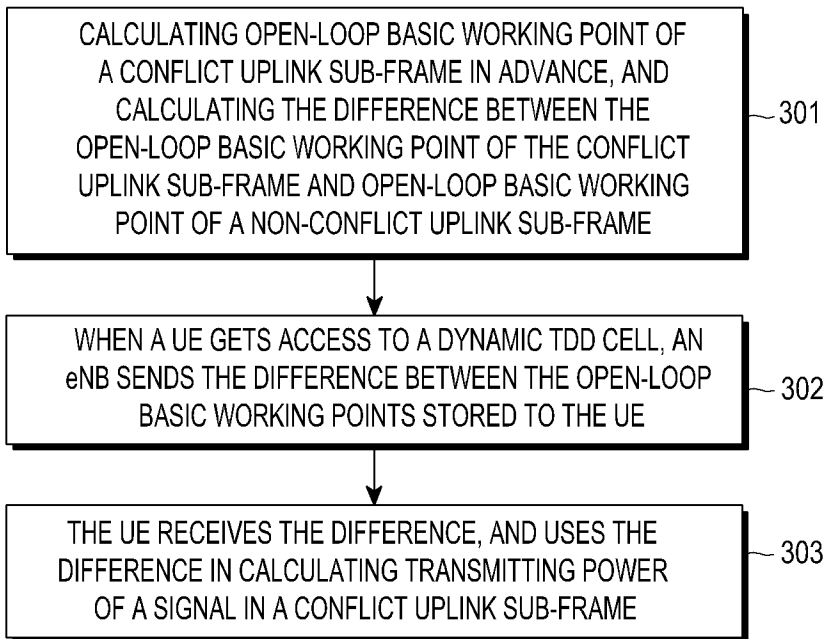 CALCULATING OPEN-LOOP BASIC WORKING POINT OF
A CONFLICT UPLINK SUB-FRAME IN ADVANCE, AND
CALCULATING THE DIFFERENCE BETWEEN THE
OPEN-LOOP BASIC WORKING POINT OF THE CONFLICT
UPLINK SUB-FRAME AND OPEN-LOOP BASIC WORKING
POINT OF A NON-CONFLICT UPLINK SUB-FRAME
301
WHEN A UE GETS ACCESS TO A DYNAMIC TDD CELL, AN
eNB SENDS THE DIFFERENCE BETWEEN THE OPEN-LOOP
BASIC WORKING POINTS STORED TO THE UE
302
THE UE RECEIVES THE DIFFERENCE, AND USES THE
DIFFERENCE IN CALCULATING TRANSMITTING POWER
OF A SIGNAL IN A CONFLICT UPLINK SUB-FRAME
303